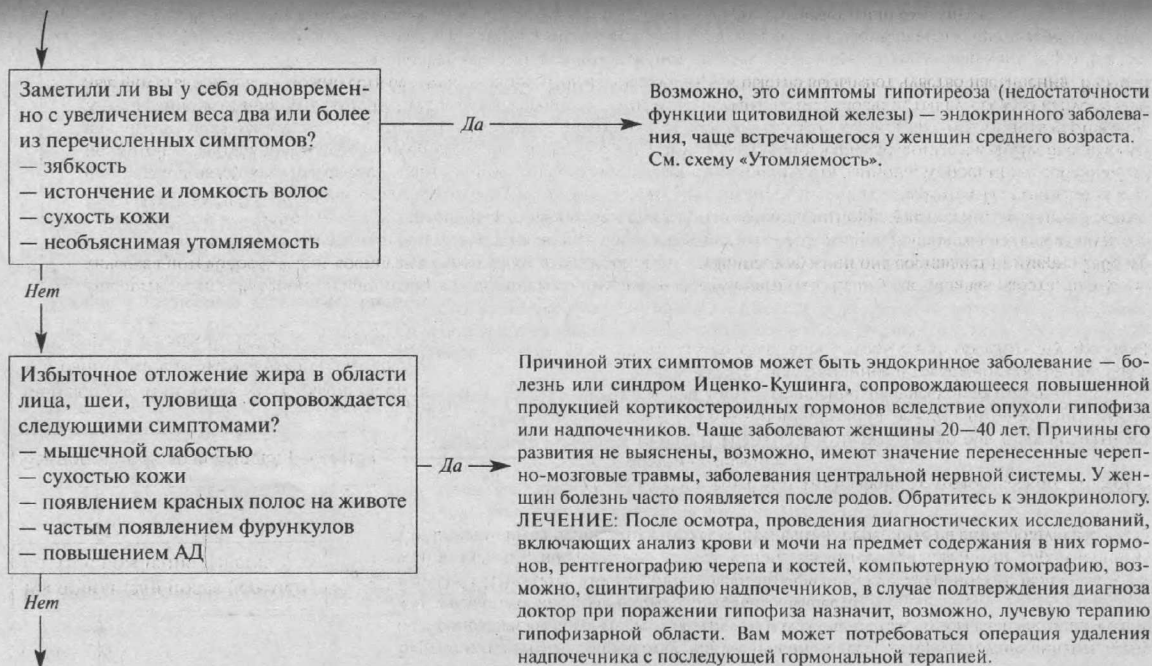 Заметили ли вы у себя одновремен-
но с увеличением веса два или более
из перечисленных симптомов?
— зябкость
— истончение и ломкость волос
— сухость кожи
— необъяснимая утомляемость
Да
Возможно, это симптомы гипотиреоза (недостаточности
функции щитовидной железы) — эндокринного заболева-
ния, чаще встречающегося у женщин среднего возраста.
См. схему «Утомляемость».
Нет
Избыточное отложение жира в области
лица, шеи, туловища сопровождается
следующими симптомами?
— мышечной слабостью
— сухостью кожи
— появлением красных полос на животе
— частым появлением фурункулов
— повышением АД
Да
Причиной этих симптомов может быть эндокринное заболевание — бо-
лезнь или синдром Иценко-Кушинга, сопровождающееся повышенной
продукцией кортикостероидных гормонов вследствие опухоли гипофиза
или надпочечников. Чаще заболевают женщины 20—40 лет. Причины его
развития не выяснены, возможно, имеют значение перенесенные череп-
но-мозговые травмы, заболевания центральной нервной системы. У жен-
щин болезнь часто появляется после родов. Обратитесь к эндокринологу.
ЛЕЧЕНИЕ: После осмотра, проведения диагностических исследований,
включающих анализ крови и мочи на предмет содержания в них гормо-
нов, рентгенографию черепа и костей, компьютерную томографию, воз-
можно, сцинтиграфию надпочечников, в случае подтверждения диагноза
доктор при поражении гипофиза назначит, возможно, лучевую терапию
гипофизарной области. Вам может потребоваться операция удаления
надпочечника с последующей гормональной терапией.
Нет